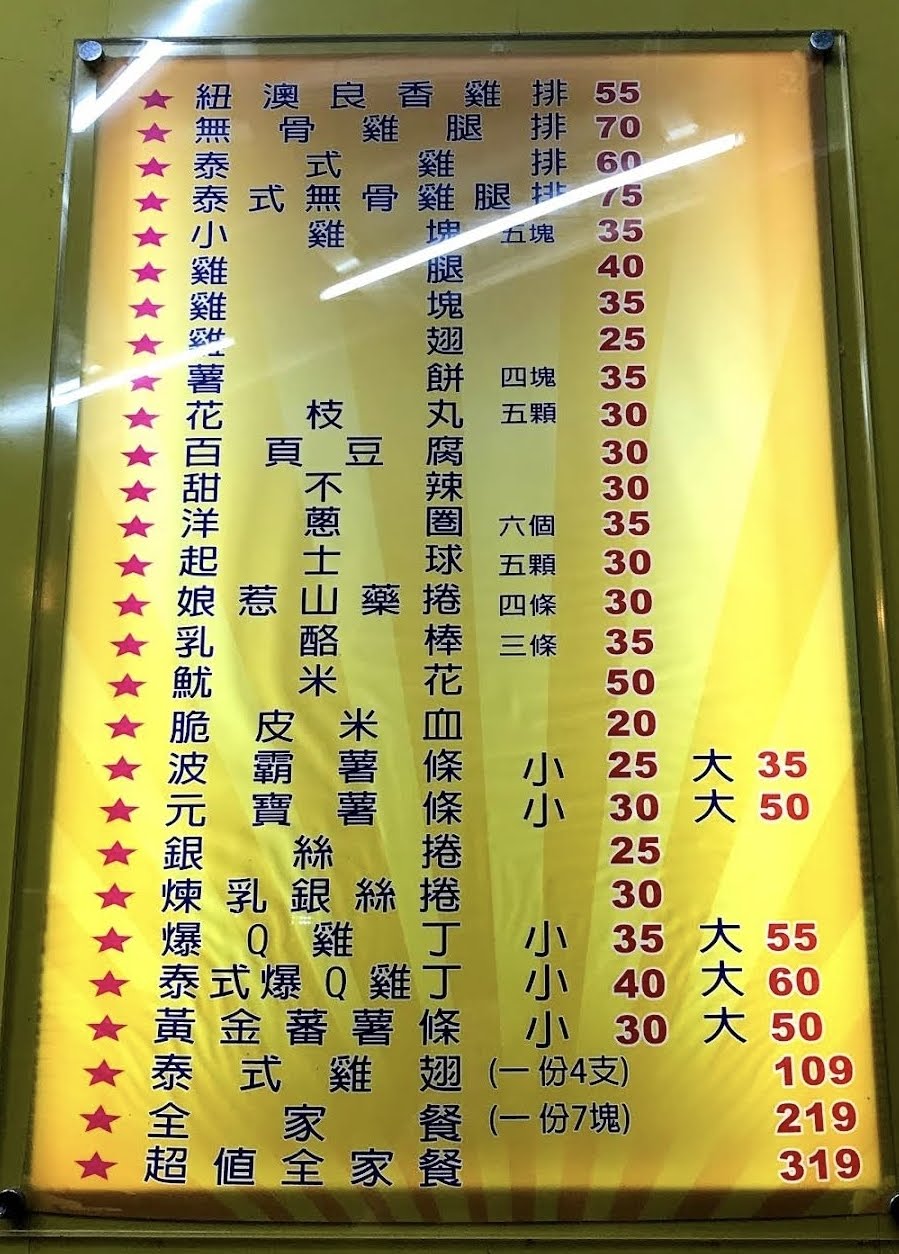 ★ 紐澳良香雞排 55
★ 無骨雞腿排 70
★ 泰式雞排 60
★ 泰式無骨雞腿排 75
★ 小雞塊 五塊 35
★ 雞腿 40
★ 雞塊 35
★ 雞翅 25
★ 薯餅 四塊 35
★ 花枝丸 五顆 30
★ 百頁豆腐 30
★ 甜不辣 30
★ 洋蔥圈 六個 35
★ 起士球 五顆 30
★ 娘惹山藥捲 四條 30
★ 乳酪棒 三條 35
★ 魷米花 50
★ 脆皮米血 20
★ 波霸薯條 小 25 大 35
★ 元寶薯條 小 30 大 50
★ 銀絲捲 25
★ 煉乳銀絲捲 30
★ 爆Q雞丁 小 35 大 55
★ 泰式爆Q雞丁 小 40 大 60
★ 黃金蕃薯條 小 30 大 50
★ 泰式雞翅 (一份4支) 109
★ 全家餐 (一份7塊) 219
★ 超值全家餐 319